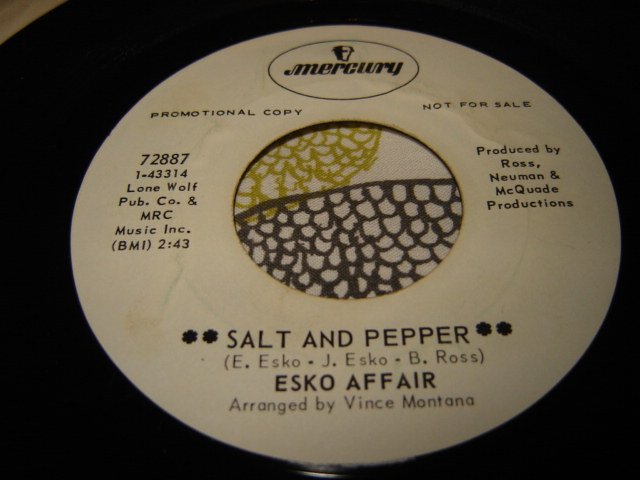 mercury
PROMOTIONAL COPY
NOT FOR SALE
72887
1-43314
Lone Wolf
Pub. Co. &
MRC
Music Inc.
(BMI) 2:43
Produced by
Ross,
Neuman &
McQuade
Productions
** SALT AND PEPPER **
(E. Esko - J. Esko - B. Ross)
ESKO AFFAIR
Arranged by Vince Montana